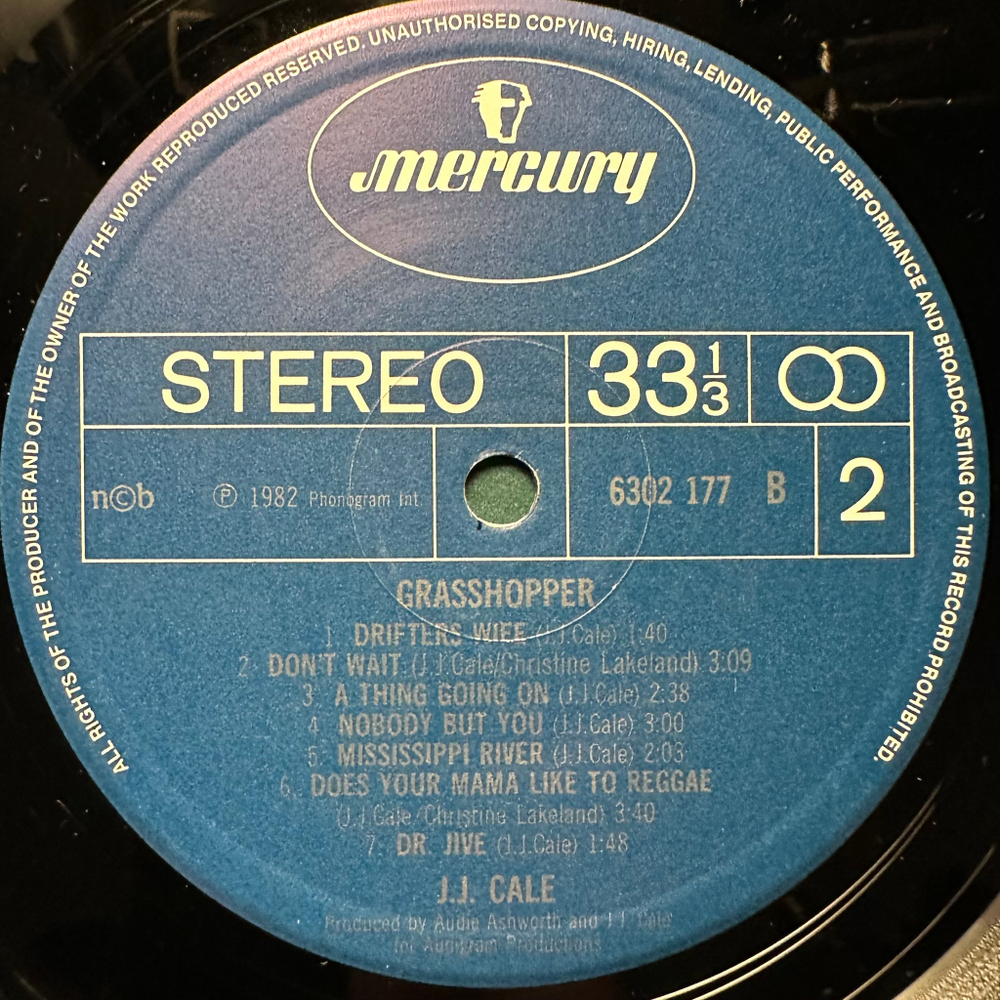 ALL RIGHTS OF THE PRODUCER AND OF THE OWNER OF THE WORK REPRODUCED RESERVED. UNAUTHORISED COPYING, HIRING, LENDING, PUBLIC PERFORMANCE AND BROADCASTING OF THIS RECORD PROHIBITED.
mercury
STEREO 33 1/3
n©b ℗ 1982 Phonogram Int. 6302 177 B 2
GRASSHOPPER
1. DRIFTERS WIFE (J.J.Cale) 1:40
2. DON'T WAIT (J.J.Cale/Christine Lakeland) 3:09
3. A THING GOING ON (J.J.Cale) 2:38
4. NOBODY BUT YOU (J.J.Cale) 3:00
5. MISSISSIPPI RIVER (J.J.Cale) 2:03
6. DOES YOUR MAMA LIKE TO REGGAE
(J.J.Cale/Christine Lakeland) 3:40
7. DR JIVE (J.J.Cale) 1:48
J.J. CALE
Produced by Audie Ashworth and J.J. Cale
for Audigram Productions